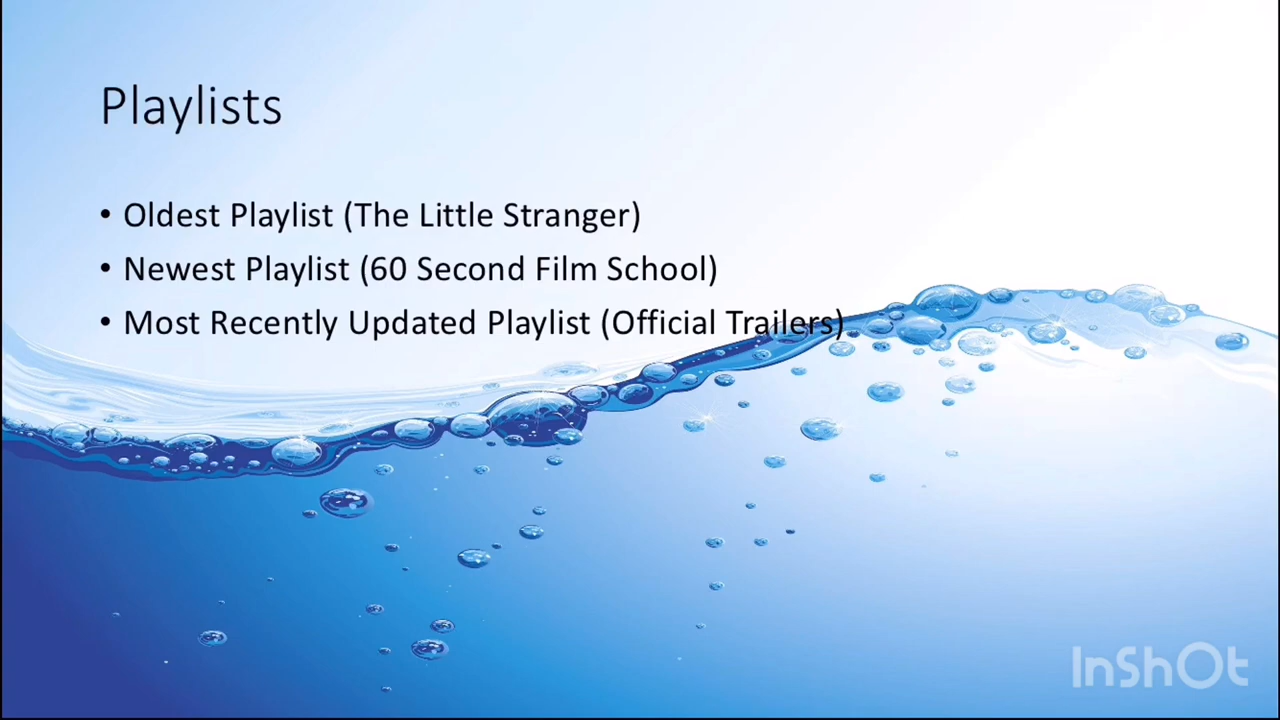 Playlists
• Oldest Playlist (The Little Stranger)
• Newest Playlist (60 Second Film School)
• Most Recently Updated Playlist (Official Trailers)
InShOt